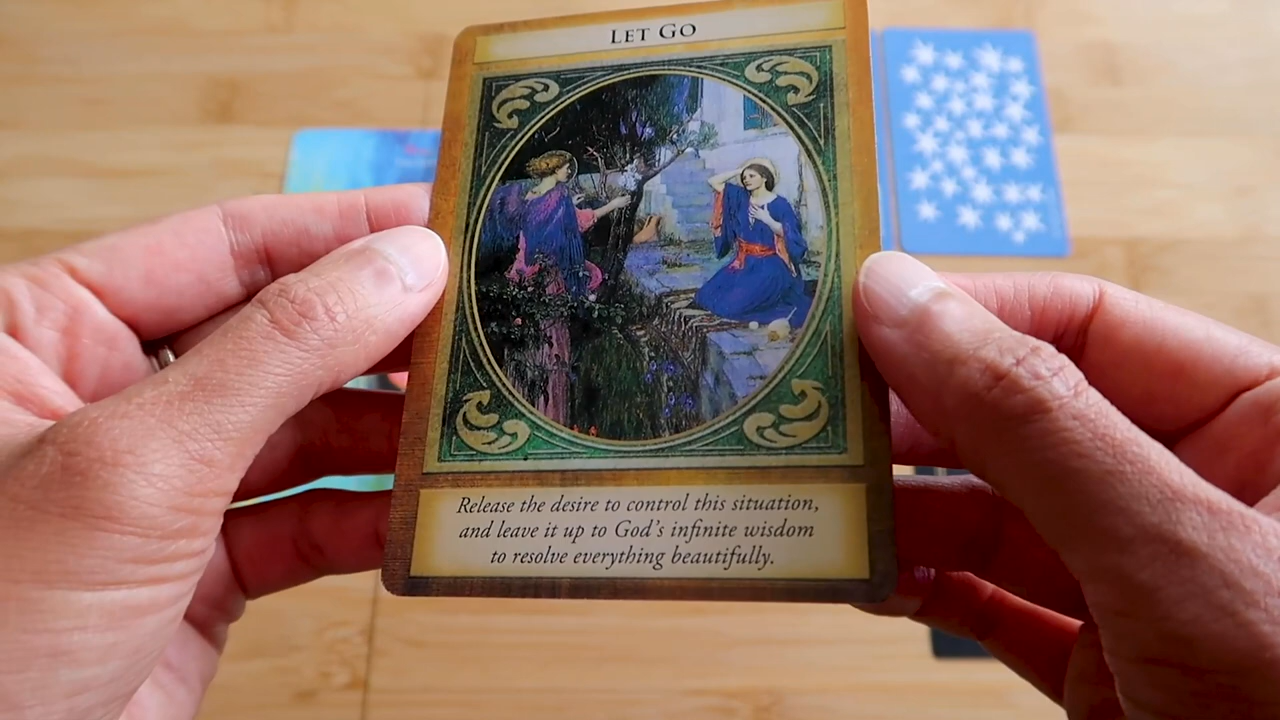 LET GO
Release the desire to control this situation,
and leave it up to God's infinite wisdom
to resolve everything beautifully.